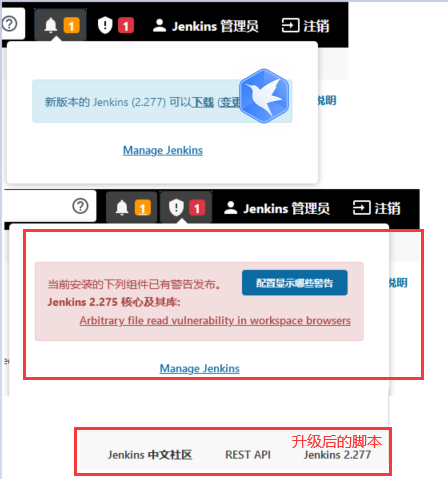 1 1 Jenkins 管理员 注销
新版本的 Jenkins (2.277) 可以下载 (变更
说明
Manage Jenkins
1 1 Jenkins 管理员 注销
说明
当前安装的下列组件已有警告发布。 配置显示哪些警告
Jenkins 2.275 核心及其库:
Arbitrary file read vulnerability in workspace browsers
Manage Jenkins
升级后的脚本
Jenkins 中文社区 REST API Jenkins 2.277